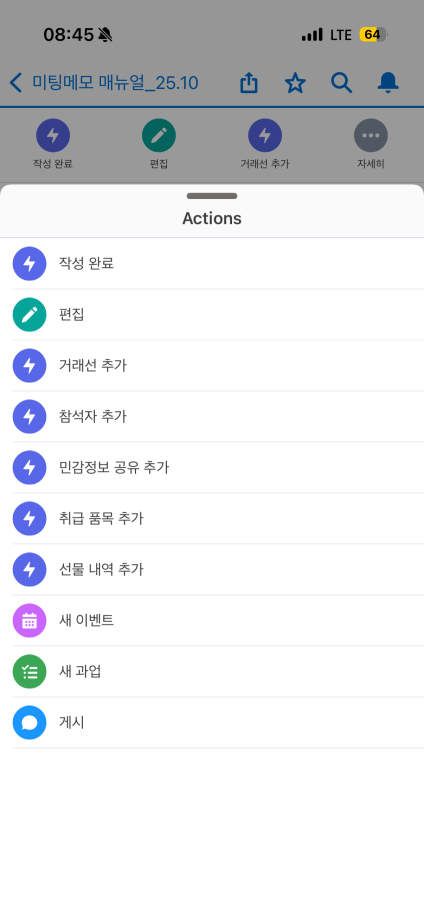 08:45
LTE
64
미팅메모 매뉴얼_25.10
작성 완료
편집
거래선 추가
자세히
Actions
작성 완료
편집
거래선 추가
참석자 추가
민감정보 공유 추가
취급 품목 추가
선물 내역 추가
새 이벤트
새 과업
게시